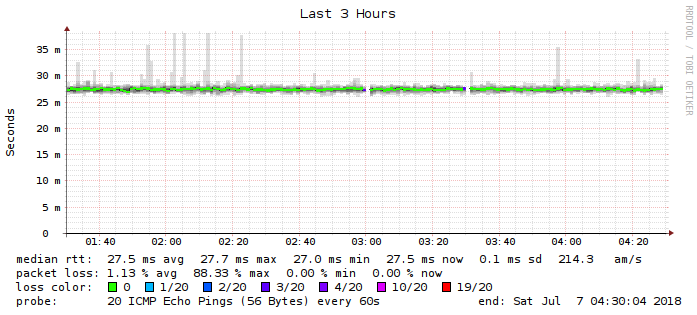 Last 3 Hours
RRDTOOL / TOBI OETIKER
Seconds
35 m
30 m
25 m
20 m
15 m
10 m
5 m
0
01:40 02:00 02:20 02:40 03:00 03:20 03:40 04:00 04:20
median rtt: 27.5 ms avg 27.7 ms max 27.0 ms min 27.5 ms now 0.1 ms sd 214.3 am/s
packet loss: 1.13 % avg 88.33 % max 0.00 % min 0.00 % now
loss color: 0 1/20 2/20 3/20 4/20 10/20 19/20
probe: 20 ICMP Echo Pings (56 Bytes) every 60s end: Sat Jul 7 04:30:04 2018